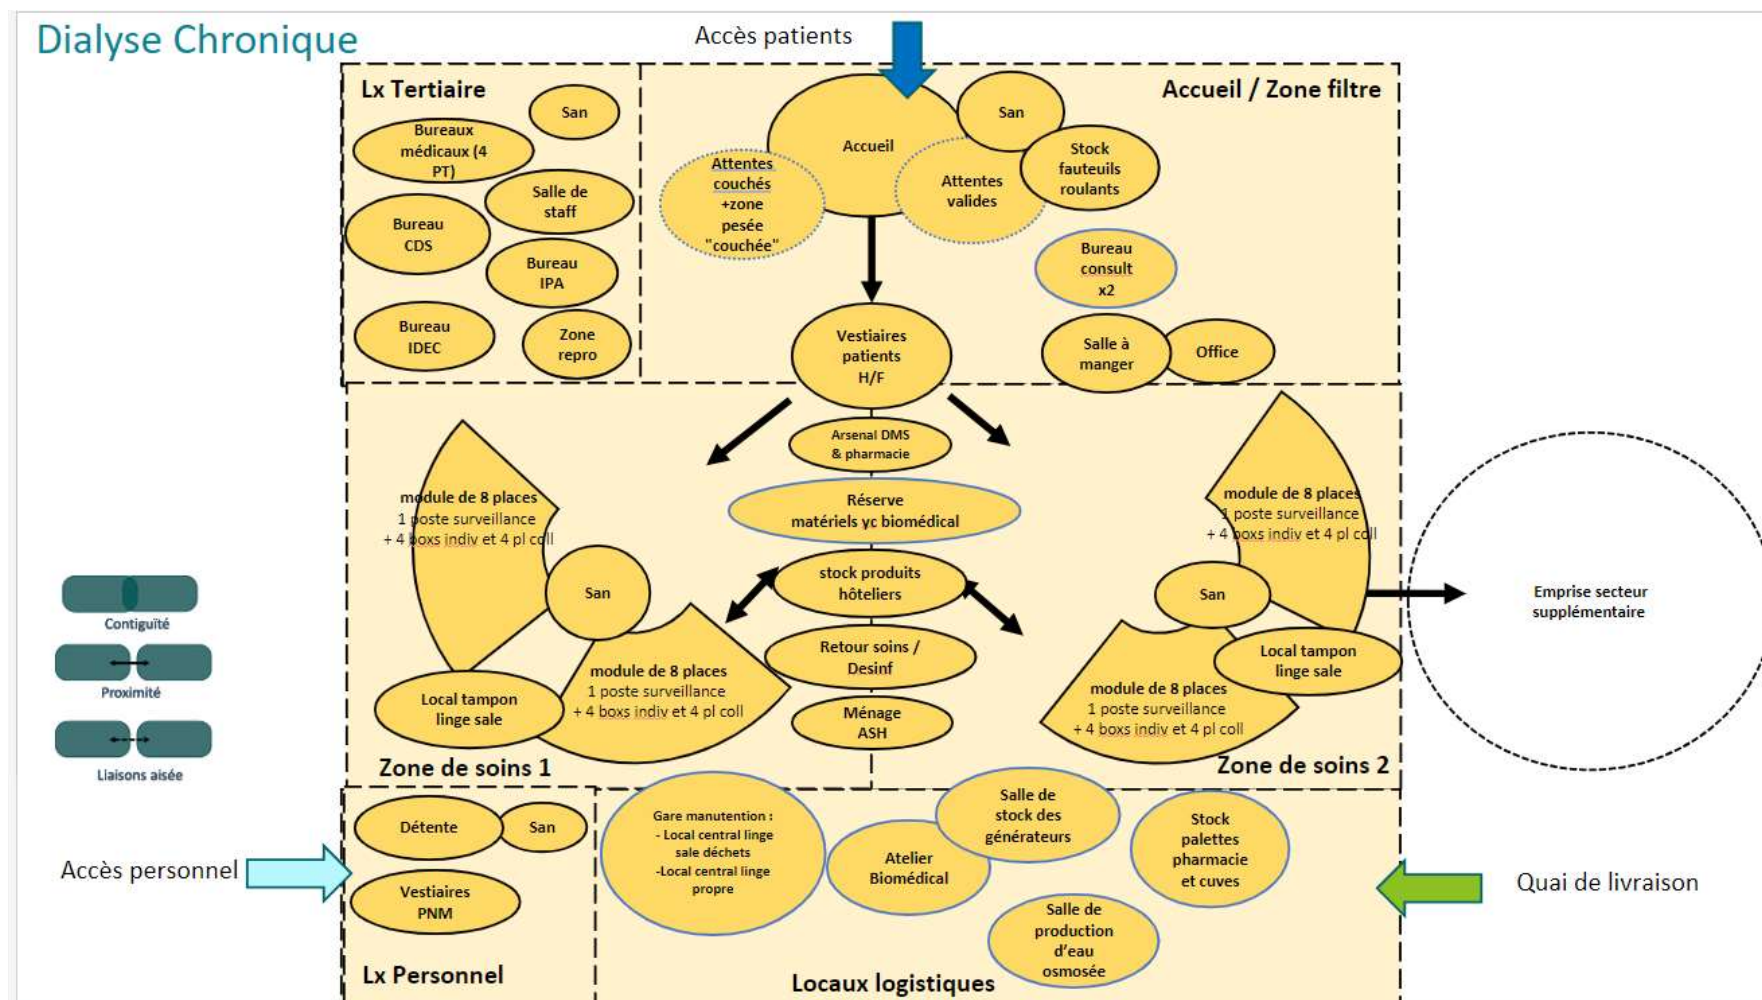 Dialyse Chronique
Accès patients
Lx Tertiaire
San
Bureaux
médicaux (4
PT)
Salle de
staff
Bureau
CDS
Bureau
IPA
Bureau
IDEC
Zone
repro
Accueil / Zone filtre
Accueil
San
Attentes
couchés
+zone
pesée
"couchée"
Attentes
valides
Stock
fauteuils
roulants
Bureau
consult
x2
Vestiaires
patients
H/F
Salle à
manger
Office
Arsenal DMS
& pharmacie
Réserve
matériels yc biomédical
stock produits
hôteliers
Retour soins /
Desinf
Ménage
ASH
module de 8 places
1 poste surveillance
+ 4 boxs indiv et 4 pl coll
San
module de 8 places
1 poste surveillance
+ 4 boxs indiv et 4 pl coll
Local tampon
linge sale
Zone de soins 1
module de 8 places
1 poste surveillance
+ 4 boxs indiv et 4 pl coll
San
Local tampon
linge sale
module de 8 places
1 poste surveillance
+ 4 boxs indiv et 4 pl coll
Zone de soins 2
Emprise secteur
supplémentaire
Contiguïté
Proximité
Liaisons aisée
Accès personnel
Détente
San
Vestiaires
PNM
Lx Personnel
Gare manutention :
- Local central linge
sale déchets
-Local central linge
propre
Atelier
Biomédical
Salle de
stock des
générateurs
Stock
palettes
pharmacie
et cuves
Salle de
production
d'eau
osmosée
Locaux logistiques
Quai de livraison